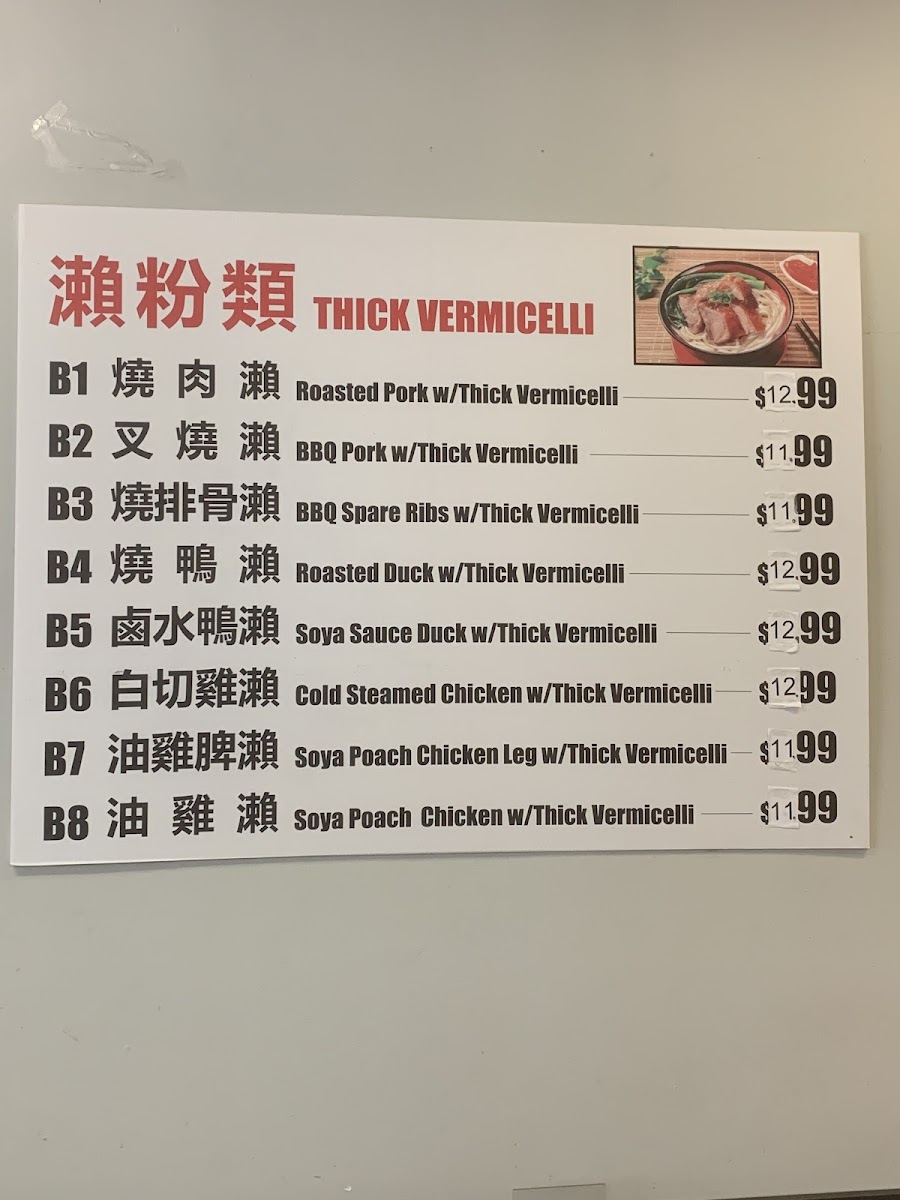 瀨粉類 THICK VERMICELLI
B1 燒肉瀨 Roasted Pork w/Thick Vermicelli $12.99
B2 叉燒瀨 BBQ Pork w/Thick Vermicelli $11.99
B3 燒排骨瀨 BBQ Spare Ribs w/Thick Vermicelli $11.99
B4 燒鴨瀨 Roasted Duck w/Thick Vermicelli $12.99
B5 鹵水鴨瀨 Soya Sauce Duck w/Thick Vermicelli $12.99
B6 白切雞瀨 Cold Steamed Chicken w/Thick Vermicelli $12.99
B7 油雞脾瀨 Soya Poach Chicken Leg w/Thick Vermicelli $11.99
B8 油雞瀨 Soya Poach Chicken w/Thick Vermicelli $11.99